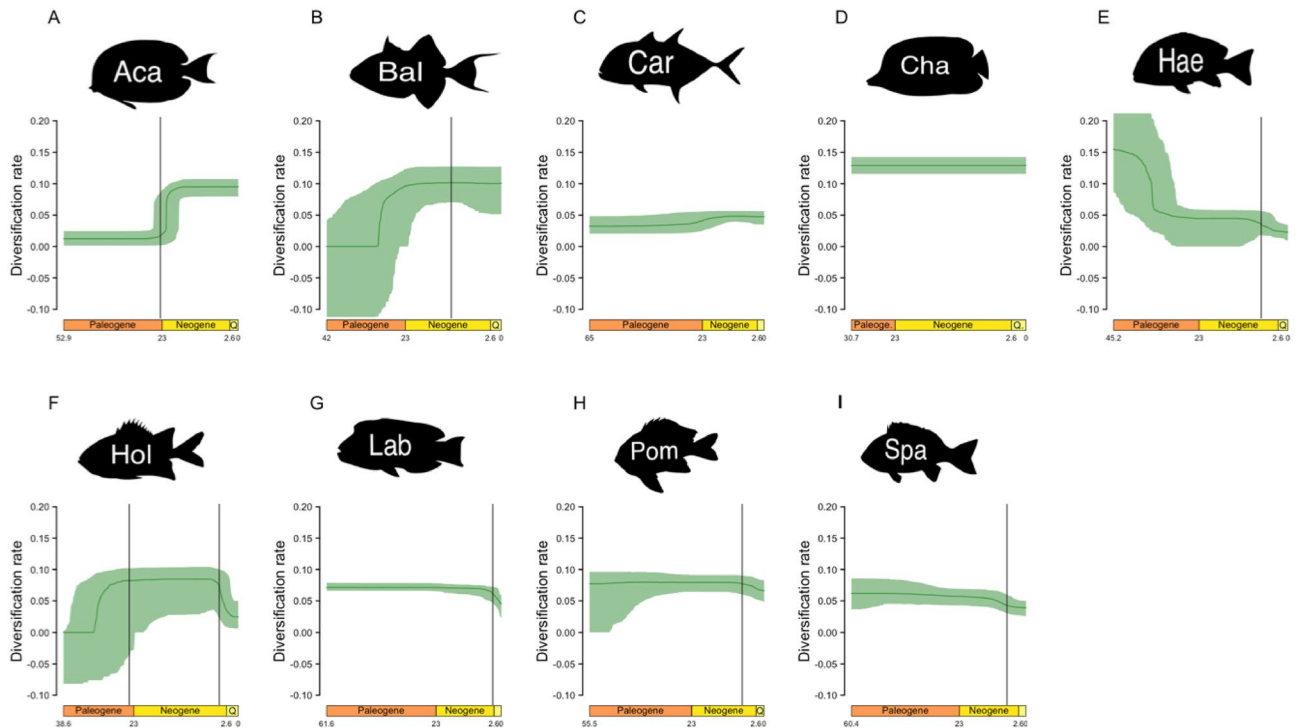 A B C D E
Aca Bal Car Cha Hae
0.20 0.20 0.20 0.20 0.20
0.15 0.15 0.15 0.15 0.15
0.10 0.10 0.10 0.10 0.10
0.05 0.05 0.05 0.05 0.05
0.00 0.00 0.00 0.00 0.00
-0.05 -0.05 -0.05 -0.05 -0.05
-0.10 -0.10 -0.10 -0.10 -0.10
Diversification rate Diversification rate Diversification rate Diversification rate Diversification rate
Paleogene Neogene Q Paleogene Neogene Q Paleogene Neogene Paleoge. Neogene Q. Paleogene Neogene Q
52.9 23 2.6 0 42 23 2.6 0 65 23 2.6 0 30.7 23 2.6 0 45.2 23 2.6 0
F G H I
Hol Lab Pom Spa
0.20 0.20 0.20 0.20
0.15 0.15 0.15 0.15
0.10 0.10 0.10 0.10
0.05 0.05 0.05 0.05
0.00 0.00 0.00 0.00
-0.05 -0.05 -0.05 -0.05
-0.10 -0.10 -0.10 -0.10
Diversification rate Diversification rate Diversification rate Diversification rate
Paleogene Neogene Q Paleogene Neogene Paleogene Neogene Q Paleogene Neogene
38.6 23 2.6 0 61.6 23 2.6 0 55.5 23 2.6 0 60.4 23 2.6 0